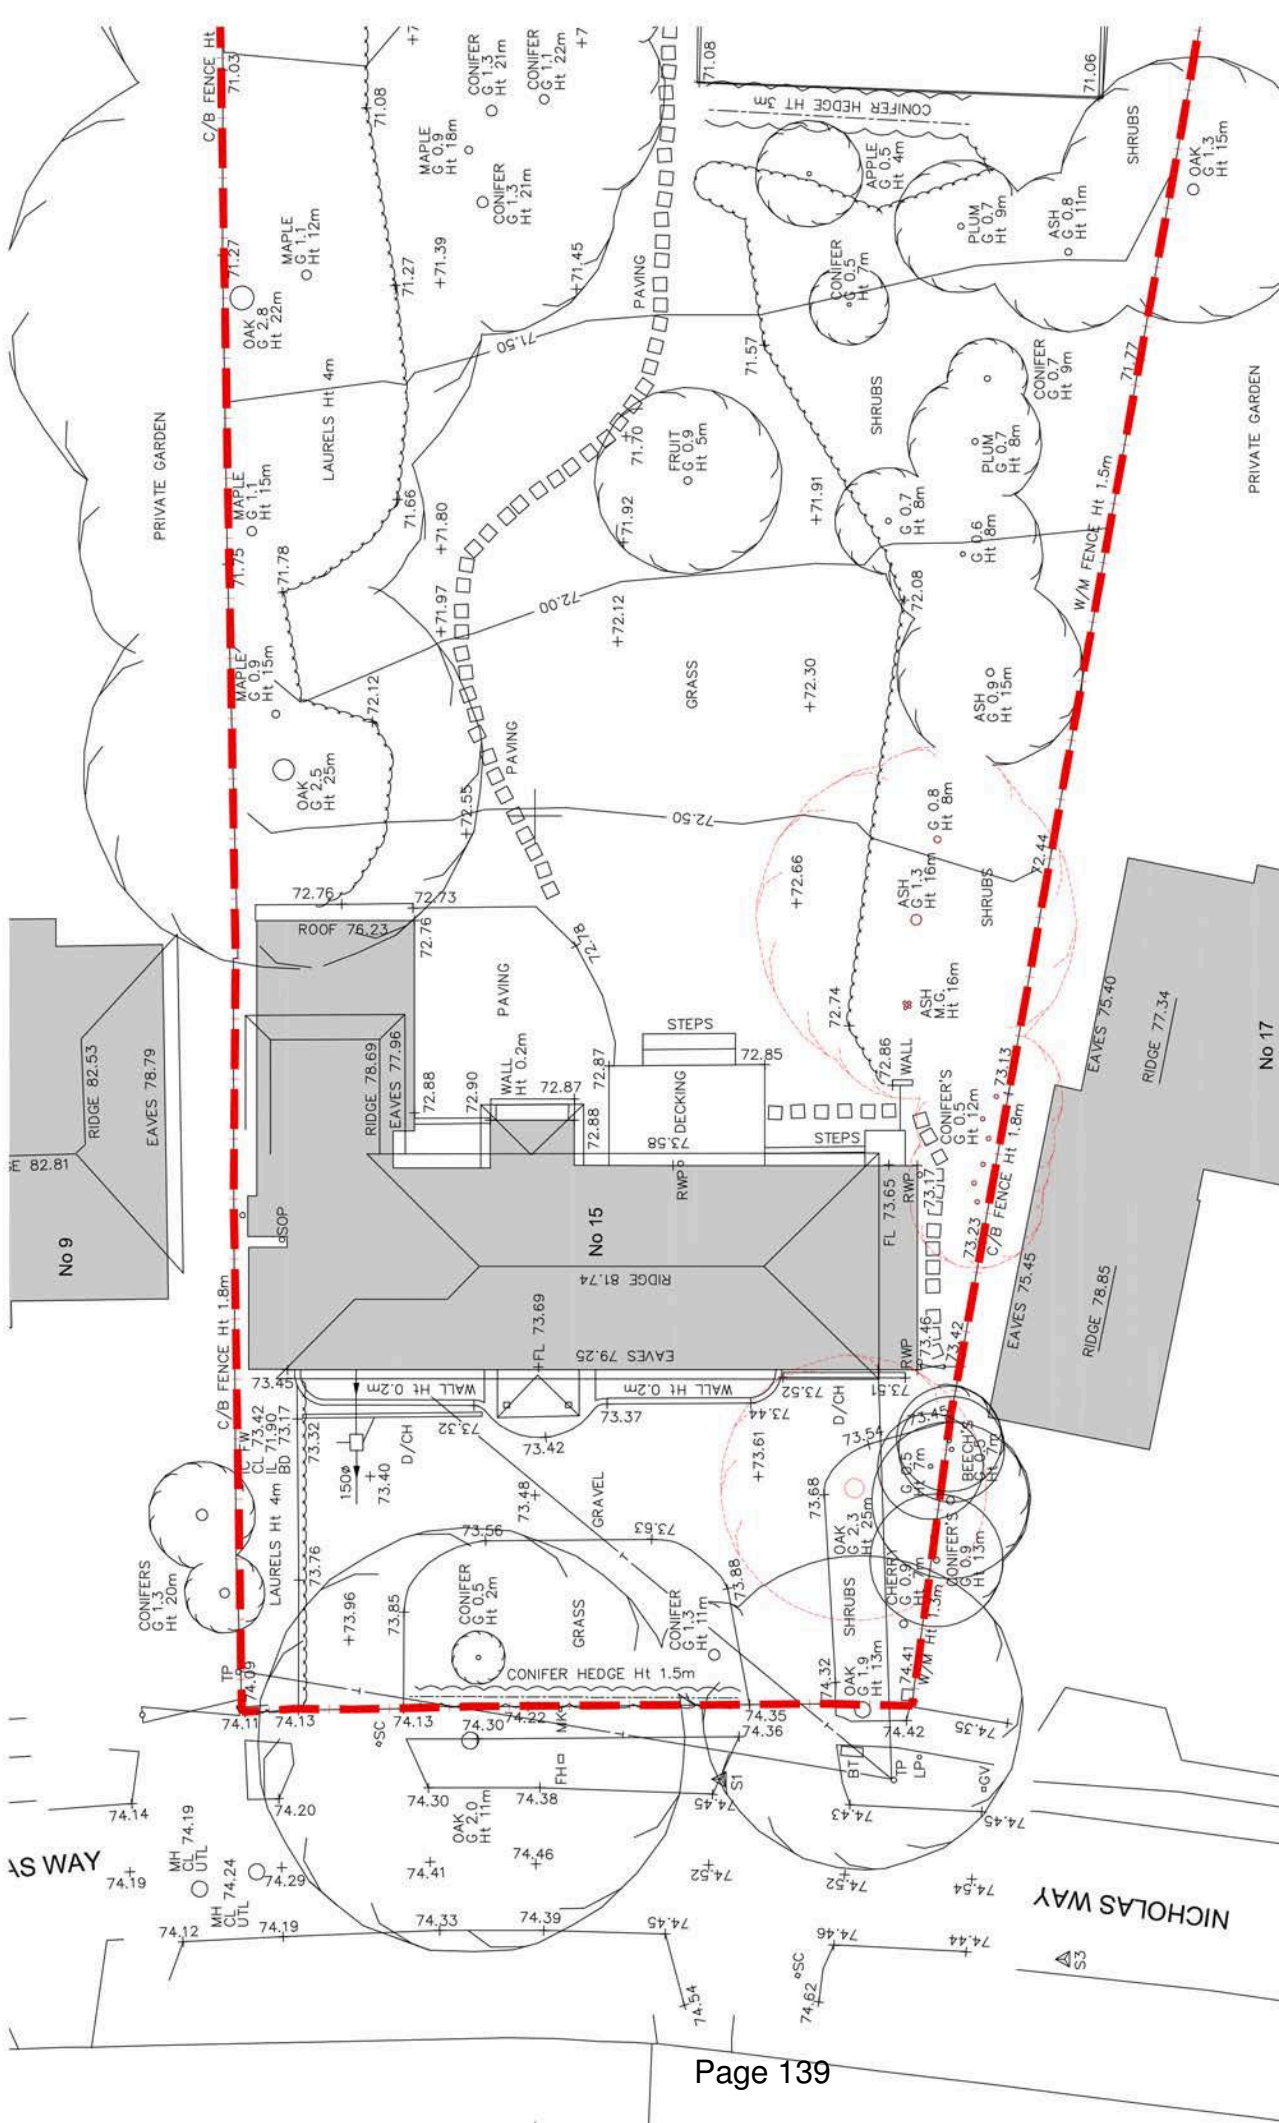 C/B FENCE Ht
71.03
71.08
+7
CONIFER
G 1.3
Ht 21m
CONIFER
G 1.1
Ht 22m
+7
71.08
71.06
CONIFER HEDGE HT 3m
SHRUBS
OAK
G 1.3
Ht 15m
MAPLE
G 0.9
Ht 18m
CONIFER
G 1.3
Ht 21m
APPLE
G 0.5
Ht 4m
PLUM
G 0.7
Ht 9m
ASH
G 0.8
Ht 11m
71.27
MAPLE
G 1.1
Ht 12m
71.27
+71.39
+71.45
PAVING
CONIFER
G 0.5
Ht 7m
OAK
G 2.8
Ht 22m
71.50
71.57
71.77
CONIFER
G 0.7
Ht 9m
PRIVATE GARDEN
LAURELS Ht 4m
71.70
FRUIT
G 0.9
Ht 5m
SHRUBS
PLUM
G 0.7
Ht 8m
PRIVATE GARDEN
MAPLE
G 1.1
Ht 15m
71.66
+71.80
+71.92
+71.91
G 0.7
Ht 8m
G 0.6
Ht 8m
W/M FENCE Ht 1.5m
71.75
+71.78
+71.97
72.00
+72.12
72.08
MAPLE
G 0.9
Ht 15m
72.12
GRASS
+72.30
ASH
G 0.9
Ht 15m
OAK
G 2.5
Ht 25m
PAVING
+72.55
72.50
G 0.8
Ht 8m
72.44
72.76
72.73
+72.66
ASH
G 1.3
Ht 16m
SHRUBS
ROOF 76.23
72.76
72.78
PAVING
72.74
ASH
M.G.
Ht 16m
STEPS
EAVES 75.40
RIDGE 77.34
No 17
RIDGE 82.53
EAVES 78.79
RIDGE 78.69
EAVES 77.96
72.88
72.90
WALL
Ht 0.2m
72.87
72.88
72.87
DECKING
72.85
72.86
WALL
73.13
CONIFER'S
G 0.5
Ht 12m
73.58
STEPS
E 82.81
No 9
SOP
No 15
RWP
FL 73.65
RWP
73.17
73.23
C/B FENCE Ht 1.8m
RIDGE 81.74
C/B FENCE Ht 1.8m
FL 73.69
EAVES 79.25
RWP
73.46
73.42
EAVES 75.45
RIDGE 78.85
73.45
WALL Ht 0.2m
WALL Ht 0.2m
73.52
73.51
IC FW
CL 73.42
IL 71.90
BD 73.17
73.32
D/CH
73.32
73.42
73.37
73.44
D/CH
73.45
73.54
BEECH'S
G 0.5
Ht 7m
G 0.5
Ht 7m
150ø
73.40
73.48
GRAVEL
+73.61
73.68
OAK
G 2.3
Ht 25m
LAURELS Ht 4m
73.56
73.63
CONIFER'S
G 0.9
Ht 13m
CONIFERS
G 1.3
Ht 20m
73.76
+73.96
73.85
CONIFER
G 0.5
Ht 2m
GRASS
73.88
CONIFER
G 1.3
Ht 11m
SHRUBS
CHERRY
G 0.9
TP
74.09
CONIFER HEDGE Ht 1.5m
74.32
OAK
G 1.9
Ht 13m
74.41
W/M Ht 1.3m
74.11
74.13
SC
74.13
74.30
74.22
MK
74.35
74.36
74.42
74.35
74.14
74.20
74.30
FH
74.38
S1
74.45
BT
TP
LP
GV
74.43
74.45
OAK
G 2.0
Ht 11m
AS WAY
74.19
MH
CL 74.19
UTL
74.29
74.41
74.46
74.52
74.52
74.54
NICHOLAS WAY
MH
CL 74.24
UTL
74.12
74.19
74.33
74.39
74.45
74.46
74.44
SC
S3
74.54
74.62
Page 139